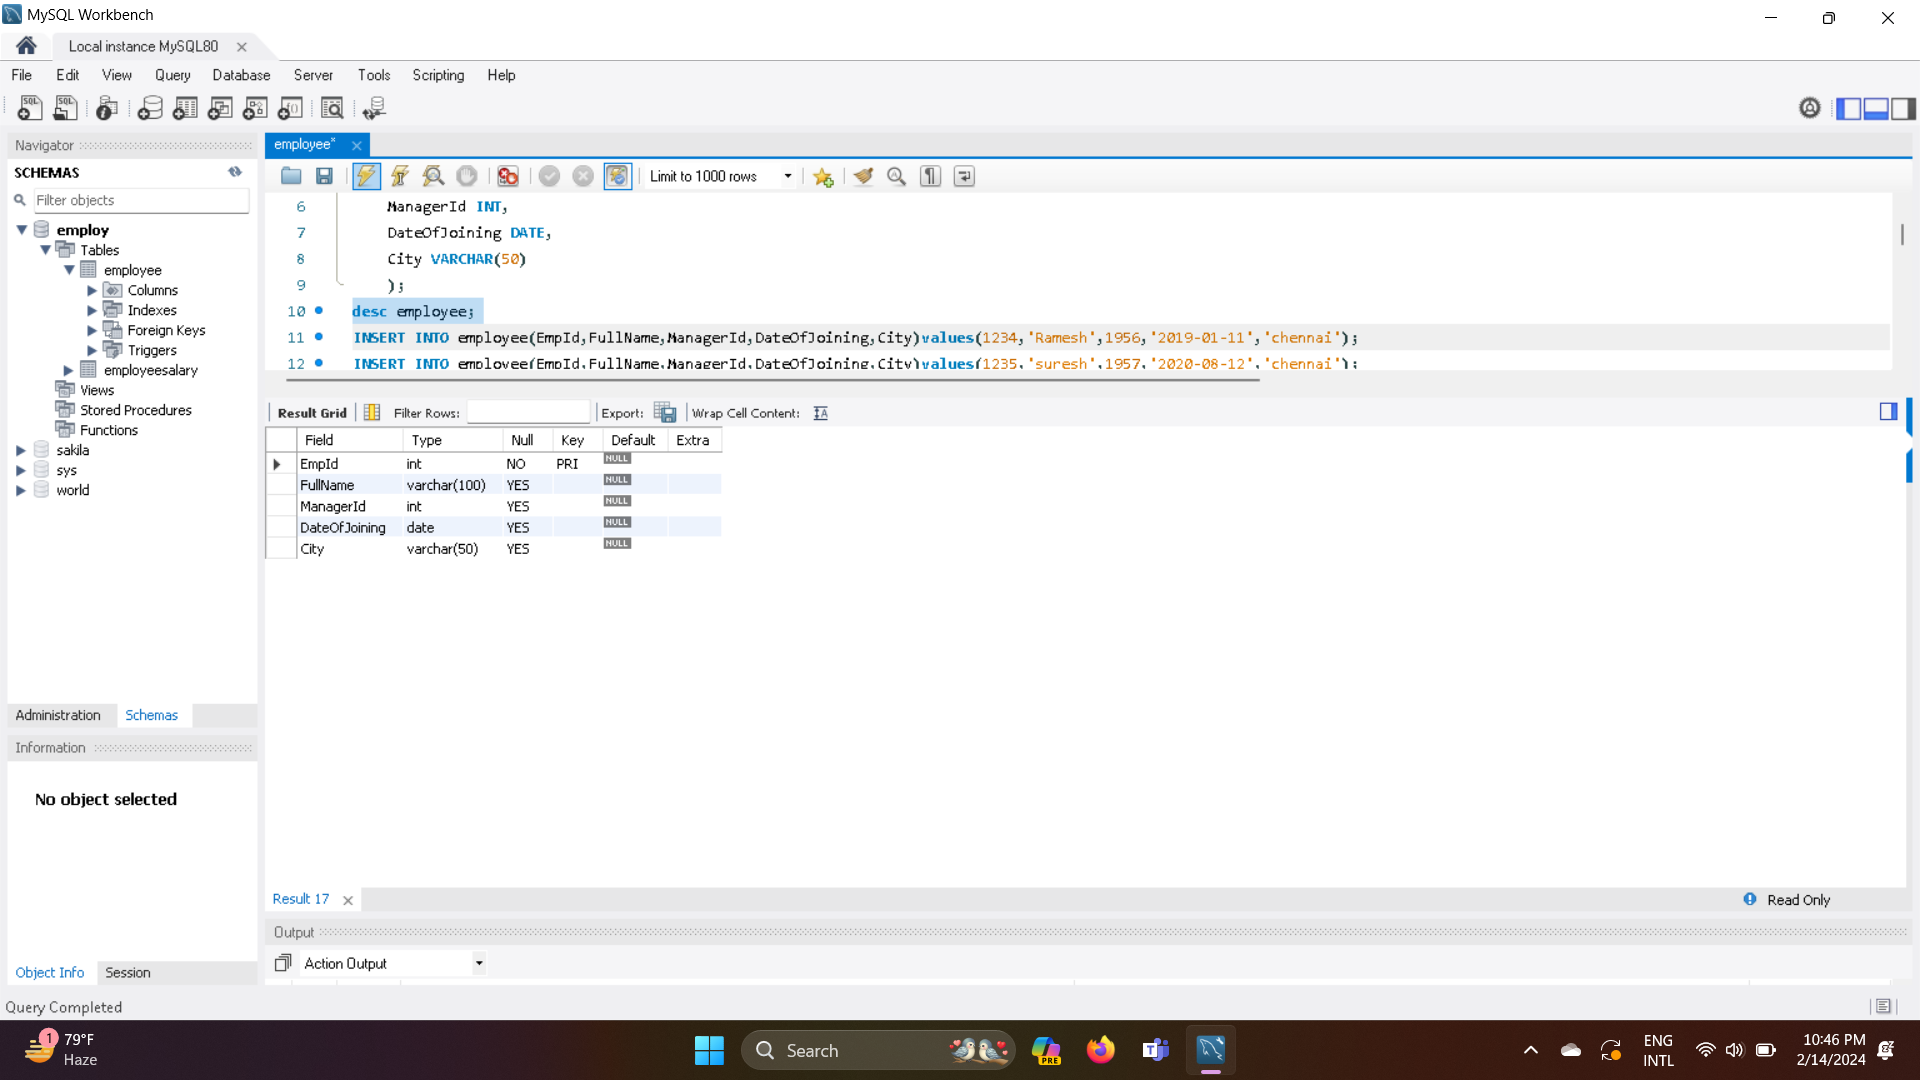 MySQL Workbench
Local instance MySQL80
File Edit View Query Database Server Tools Scripting Help
Navigator
SCHEMAS
Filter objects
employ
Tables
employee
Columns
Indexes
Foreign Keys
Triggers
employeesalary
Views
Stored Procedures
Functions
sakila
sys
world
Administration Schemas
Information
No object selected
Object Info Session
employee*
Limit to 1000 rows
6 ManagerId INT,
7 DateOfJoining DATE,
8 City VARCHAR(50)
9 );
10 desc employee;
11 INSERT INTO employee(EmpId,FullName,ManagerId,DateOfJoining,City)values(1234,'Ramesh',1956,'2019-01-11','chennai');
12 INSERT INTO employee(EmpId,FullName,ManagerId,DateOfJoining,City)values(1235,'suresh',1957,'2020-08-12','chennai');
Result Grid Filter Rows: Export: Wrap Cell Content: IA
Field Type Null Key Default Extra
EmpId int NO PRI NULL
FullName varchar(100) YES NULL
ManagerId int YES NULL
DateOfJoining date YES NULL
City varchar(50) YES NULL
Result 17
Read Only
Output
Action Output
Query Completed
1 79°F
Haze
Search
PRE
ENG
INTL
10:46 PM
2/14/2024